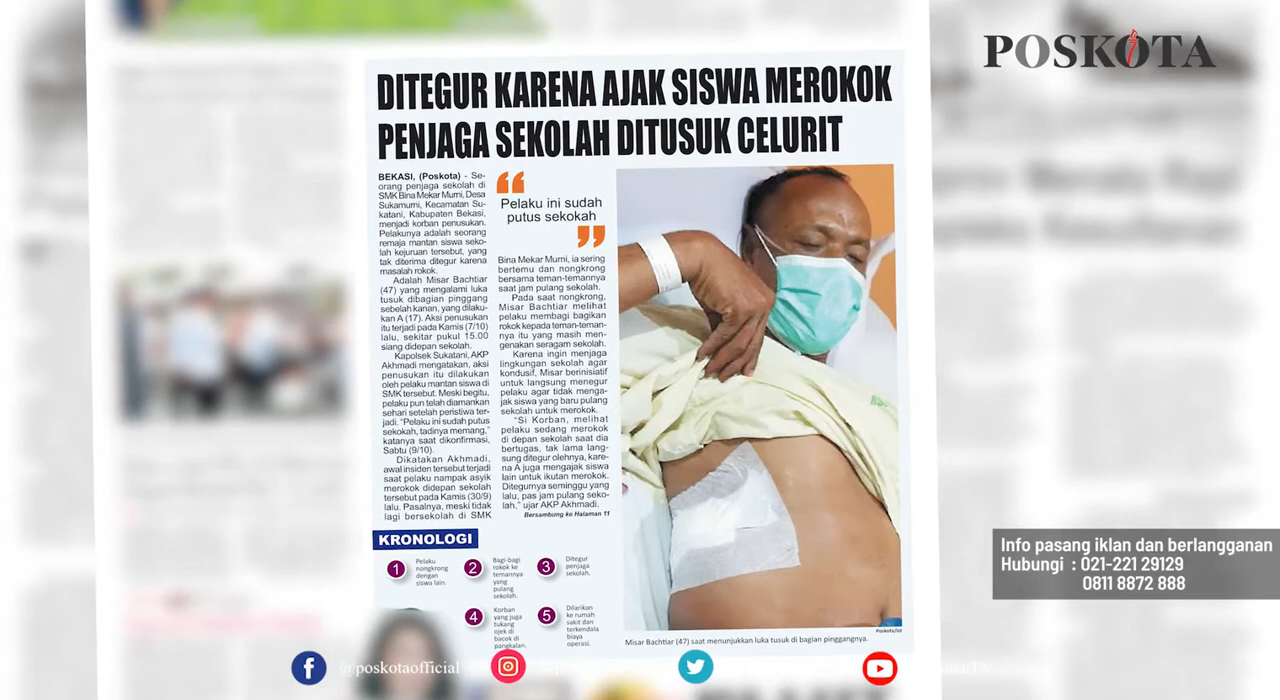 POSKOTA
DITEGUR KARENA AJAK SISWA MEROKOK
PENJAGA SEKOLAH DITUSUK CELURIT
BEKASI, (Poskota) - Se-
orang penjaga sekolah di
SMK Bina Mekar Murni, Desa
Sukamurni, Kecamatan Su-
katani, Kabupaten Bekasi,
menjadi korban penusukan.
Pelakunya adalah seorang
remaja mantan siswa seko-
lah kejuruan tersebut, yang
tak diterima ditegur karena
masalah rokok.
Adalah Misar Bachtiar
(47) yang mengalami luka
tusuk dibagian pinggang
sebelah kanan, yang dilaku-
kan A (17). Aksi penusukan
itu terjadi pada Kamis (7/10)
lalu, sekitar pukul 15.00
siang didepan sekolah.
Kapolsek Sukatani, AKP
Akhmadi mengatakan, aksi
penusukan itu dilakukan
oleh pelaku mantan siswa di
SMK tersebut. Meski begitu,
pelaku pun telah diamankan
sehari setelah peristiwa ter-
jadi. "Pelaku ini sudah putus
sekokah, tadinya memang,"
katanya saat dikonfirmasi,
Sabtu (9/10).
Dikatakan Akhmadi,
awal insiden tersebut terjadi
saat pelaku nampak asyik
merokok didepan sekolah
tersebut pada Kamis (30/9)
lalu. Pasalnya, meski tidak
lagi bersekolah di SMK
"
Pelaku ini sudah
putus sekokah
"
Bina Mekar Murni, ia sering
bertemu dan nongkrong
bersama teman-temannya
saat jam pulang sekolah.
Pada saat nongkrong,
Misar Bachtiar melihat
pelaku membagi bagikan
rokok kepada teman-teman-
nya itu yang masih men-
genakan seragam sekolah.
Karena ingin menjaga
lingkungan sekolah agar
kondusif, Misar berinisiatif
untuk langsung menegur
pelaku agar tidak menga-
jak siswa yang baru pulang
sekolah untuk merokok.
"Si Korban, melihat
pelaku sedang merokok
di depan sekolah saat dia
bertugas, tak lama lang-
sung ditegur olehnya, kare-
na A juga mengajak siswa
lain untuk ikutan merokok.
Ditegurnya seminggu yang
lalu, pas jam pulang seko-
lah," ujar AKP Akhmadi.
Bersambung ke Halaman 11
Poskota/ist
Misar Bachtiar (47) saat menunjukkan luka tusuk di bagian pinggangnya.
KRONOLOGI
1 Pelaku
nongkrong
dengan
siswa lain.
2 Bagi-bagi
rokok ke
temannya
yang
pulang
sekolah.
3 Ditegur
penjaga
sekolah.
4 Korban
yang juga
tukang
ojek di
bacok di
pangkalan.
5 Dilarikan
ke rumah
sakit dan
terkendala
biaya
operasi.
Info pasang iklan dan berlangganan
Hubungi : 021-221 29129
0811 8872 888
@poskotaofficial